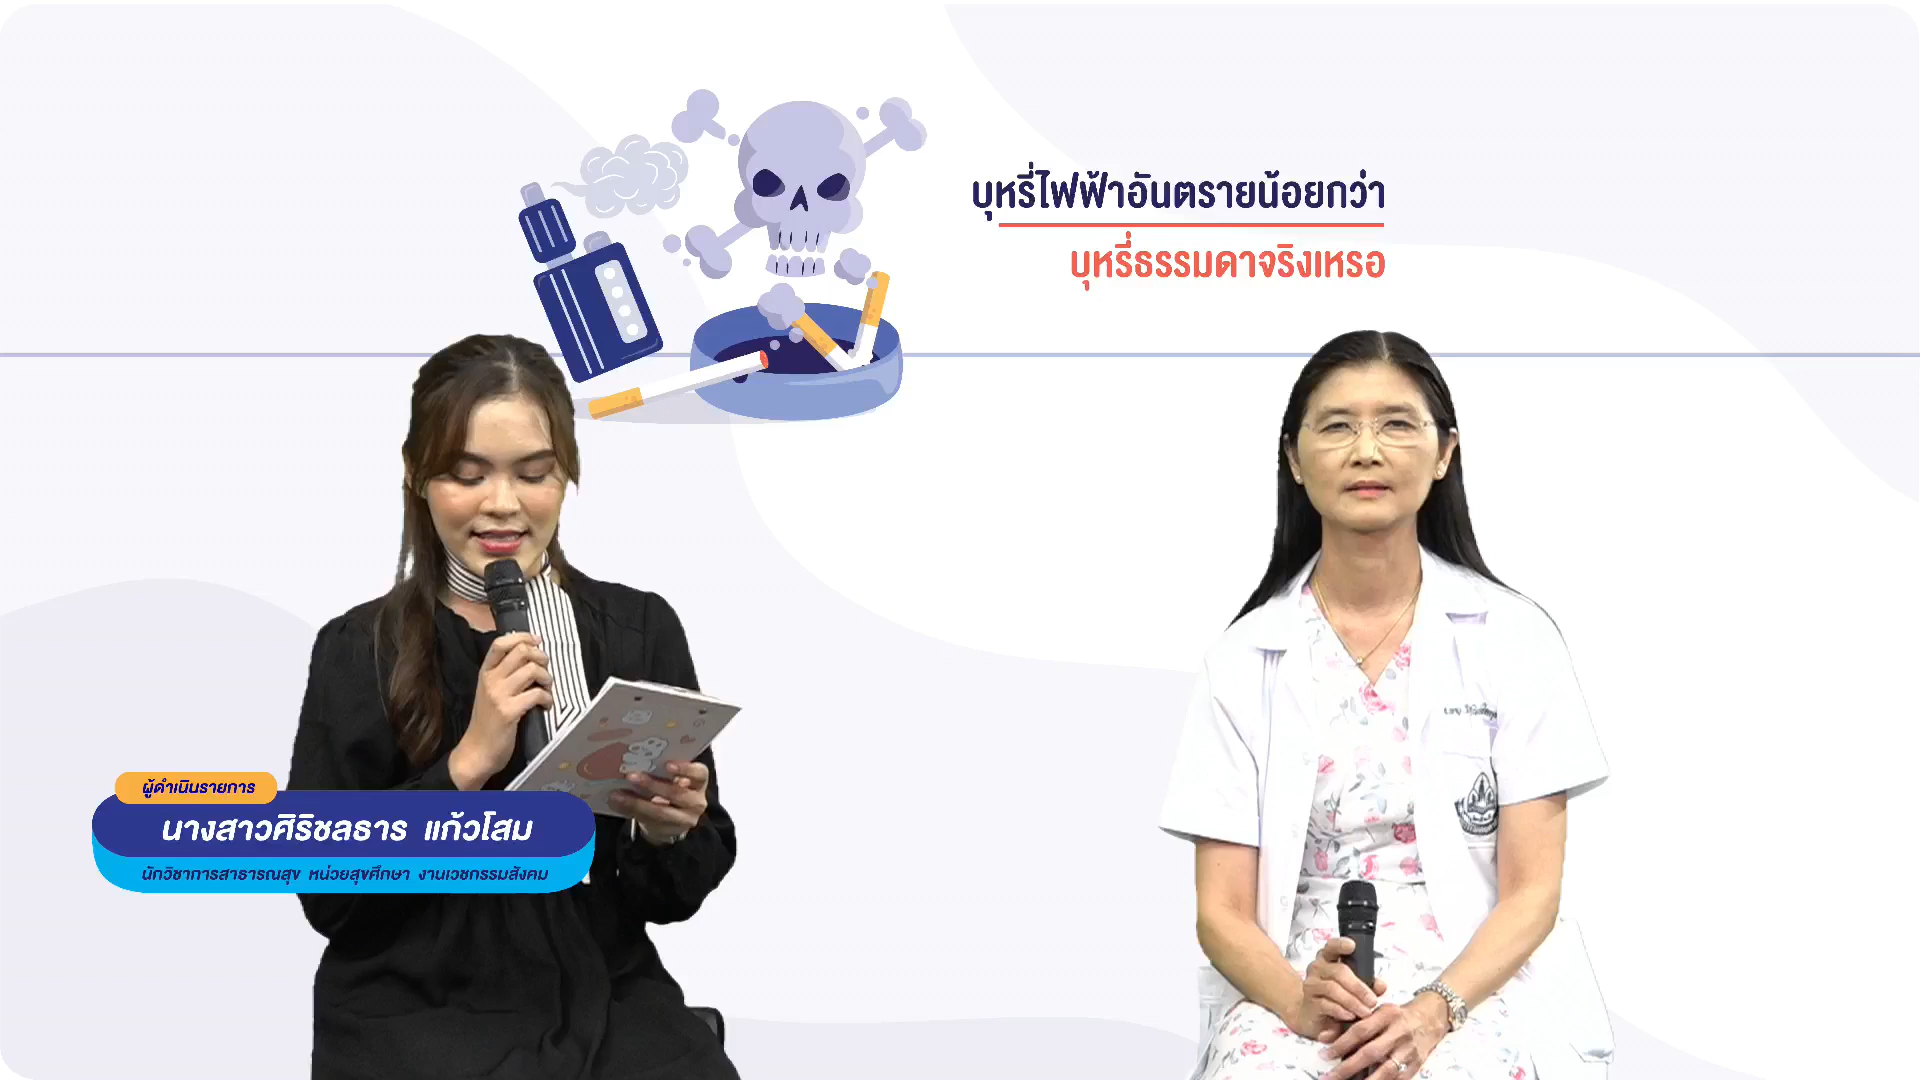 บุหรี่ไฟฟ้าอันตรายน้อยกว่า
บุหรี่ธรรมดาจริงเหรอ
ผู้ดำเนินรายการ
นางสาวศิริชลธาร แก้วโสม
นักวิชาการสาธารณสุข หน่วยสุขศึกษา งานเวชกรรมสังคม